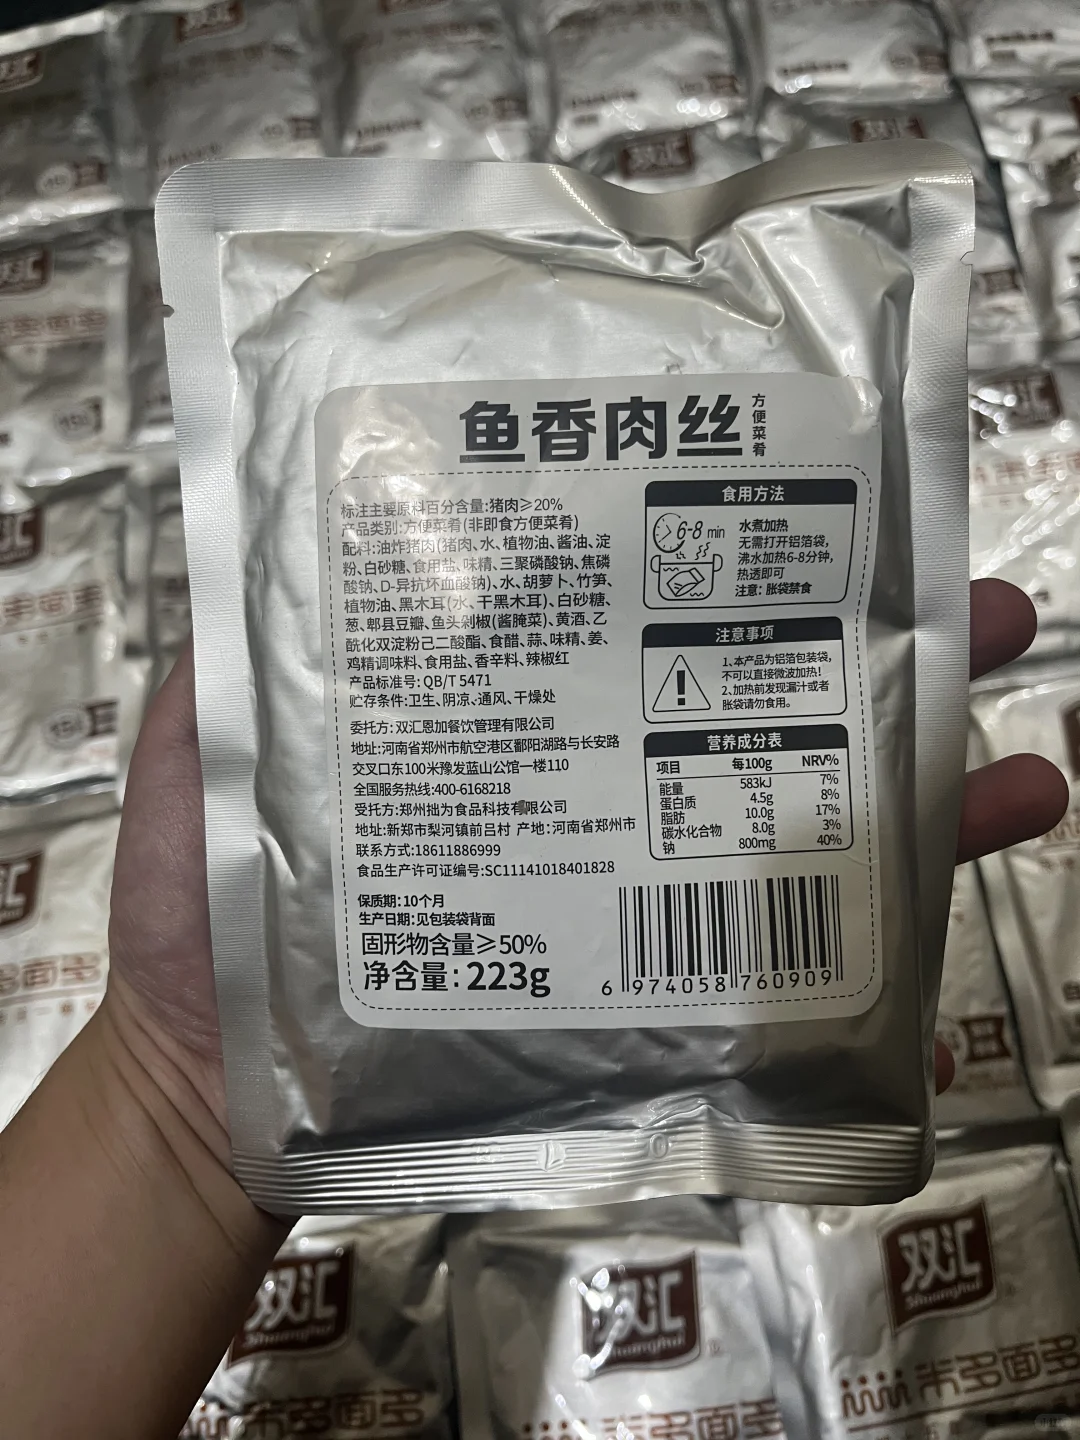 鱼香肉丝
方便菜肴
标注主要原料百分含量:猪肉≥20%
产品类别:方便菜肴(非即食方便菜肴)
配料:油炸猪肉(猪肉、水、植物油、酱油、淀
粉、白砂糖、食用盐、味精、三聚磷酸钠、焦磷
酸钠、D-异抗坏血酸钠)、水、胡萝卜、竹笋、
植物油、黑木耳(水、干黑木耳)、白砂糖、
葱、郫县豆瓣、鱼头剁椒(酱腌菜)、黄酒、乙
酰化双淀粉己二酸酯、食醋、蒜、味精、姜、
鸡精调味料、食用盐、香辛料、辣椒红
产品标准号:QB/T 5471
贮存条件:卫生、阴凉、通风、干燥处
委托方:双汇恩加餐饮管理有限公司
地址:河南省郑州市航空港区鄱阳湖路与长安路
交叉口东100米豫发蓝山公馆一楼110
全国服务热线:400-6168218
受托方:郑州拙为食品科技有限公司
地址:新郑市梨河镇前吕村 产地:河南省郑州市
联系方式:18611886999
食品生产许可证编号:SC11141018401828
保质期:10个月
生产日期:见包装袋背面
固形物含量≥50%
净含量:223g
食用方法
6-8 min
水煮加热
无需打开铝箔袋,
沸水加热6-8分钟,
热透即可
注意:胀袋禁食
注意事项
1、本产品为铝箔包装袋,
不可以直接微波加热!
2、加热前发现漏汁或者
胀袋请勿食用。
营养成分表
项目 每100g NRV%
能量 583kJ 7%
蛋白质 4.5g 8%
脂肪 10.0g 17%
碳水化合物 8.0g 3%
钠 800mg 40%
6 974058 760909
双汇
Shuanghui
双汇
Shuanghui
双汇
Shuanghui
米多面多
米多面多
米多面多